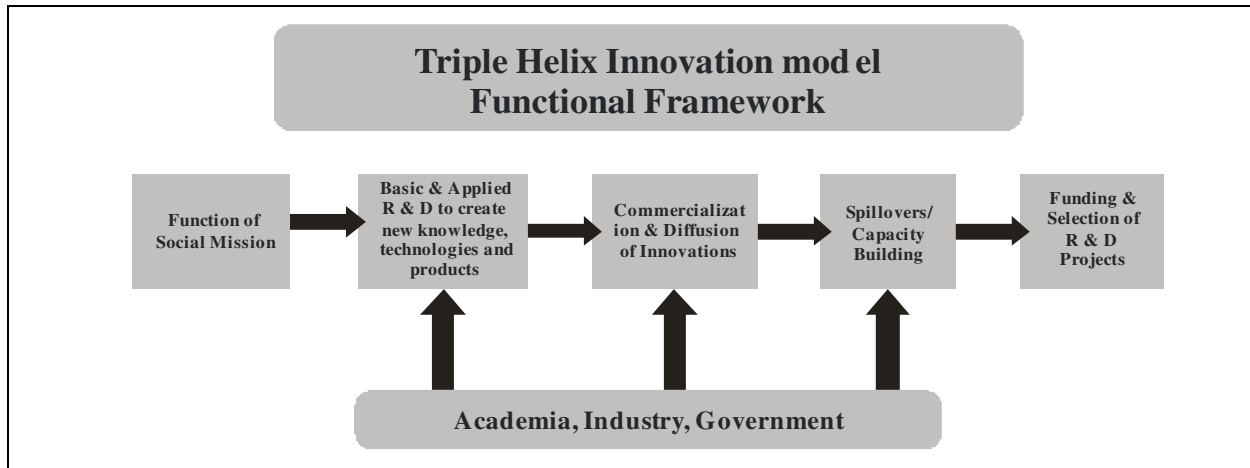 Triple Helix Innovation mod el
Functional Framework
Function of
Social Mission
Basic & Applied
R & D to create
new knowledge,
technologies and
products
Commercializat
ion & Diffusion
of Innovations
Spillovers/
Capacity
Building
Funding &
Selection of
R & D
Projects
Academia, Industry, Government